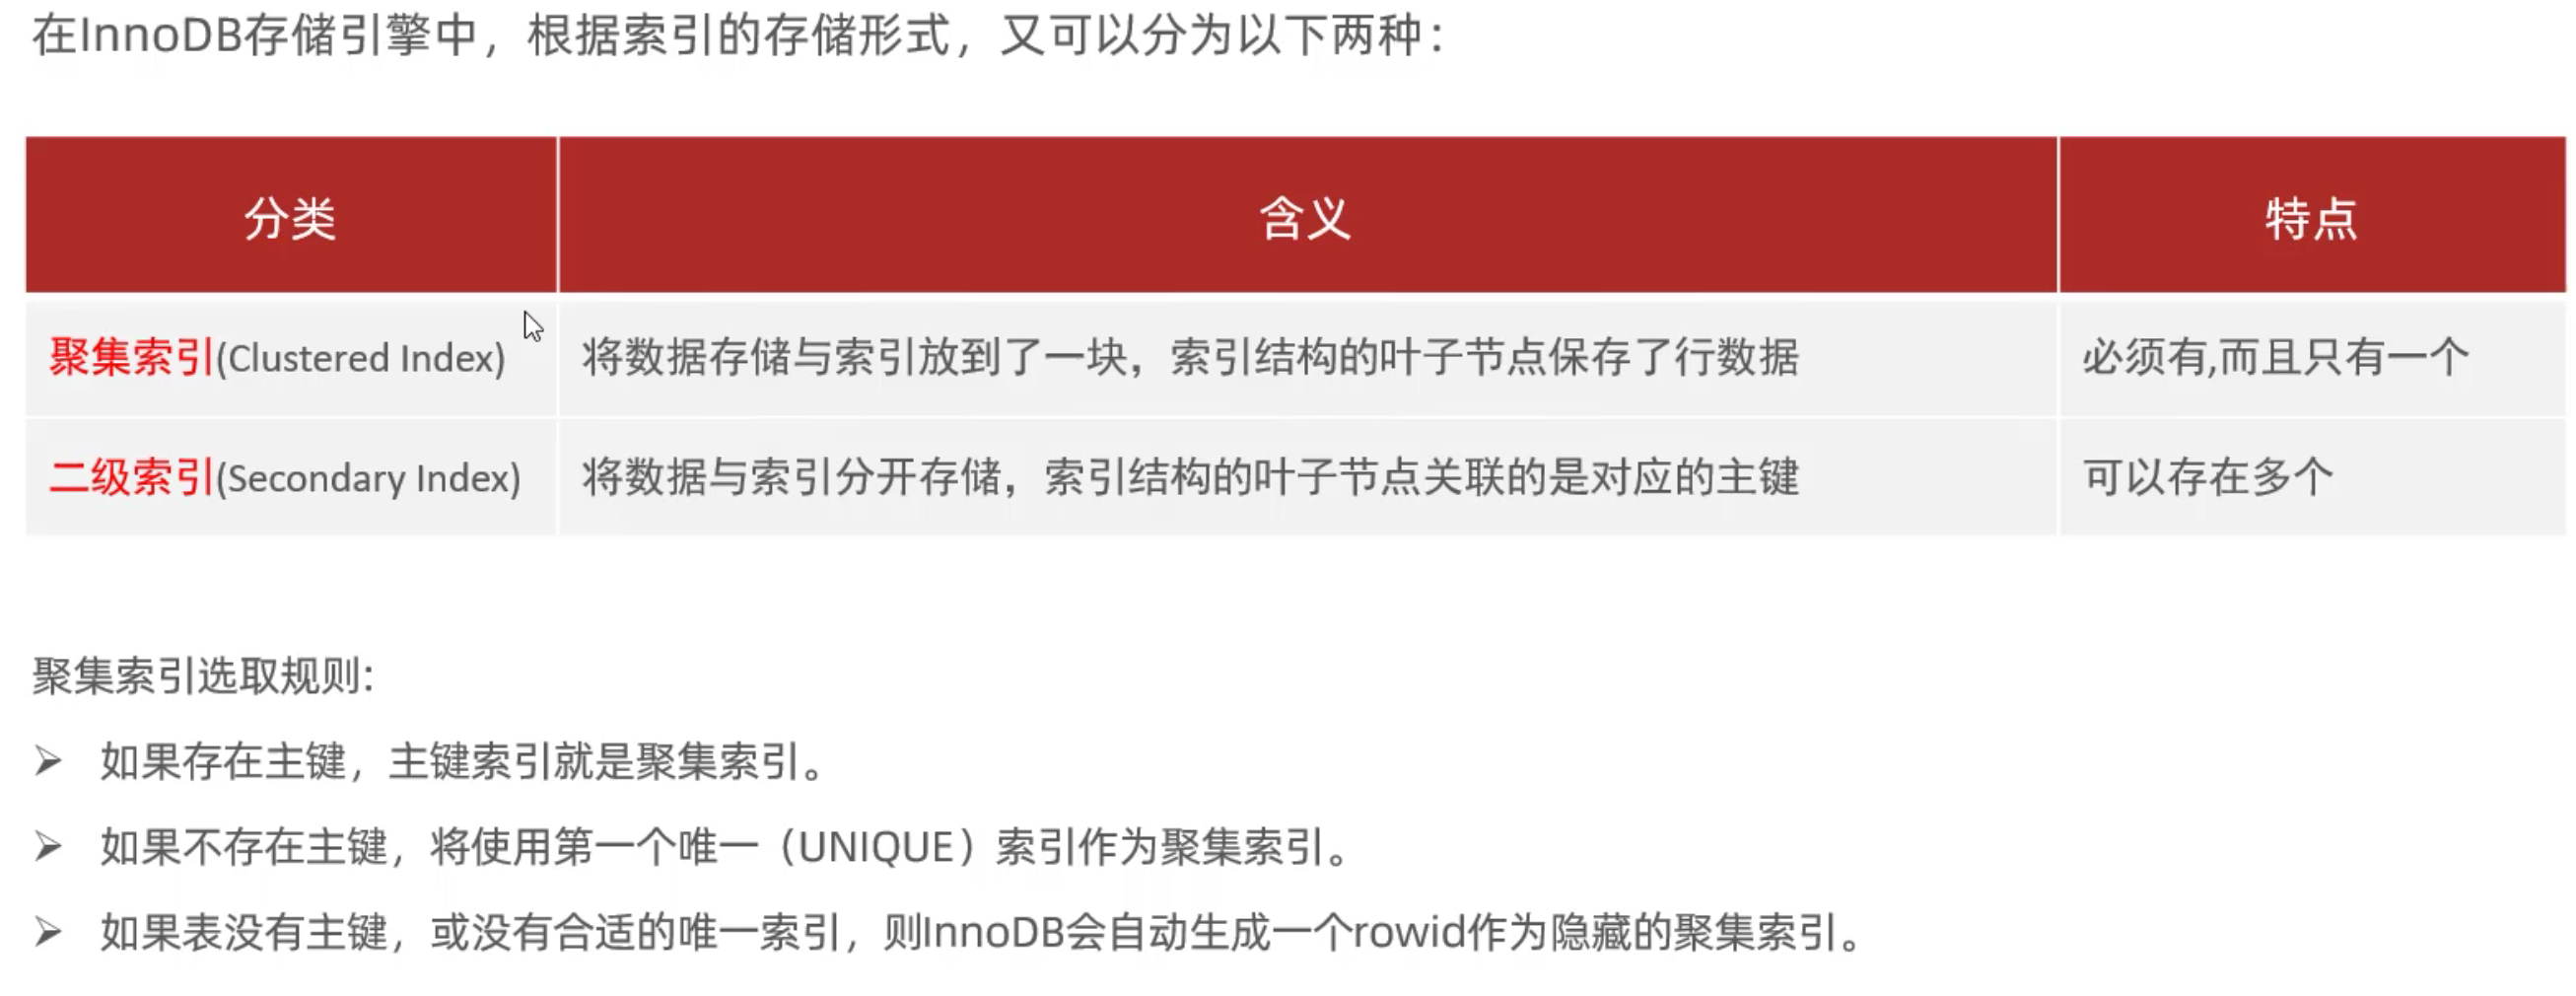 在InnoDB存储引擎中，根据索引的存储形式，又可以分为以下两种：
分类 含义 特点
聚集索引(Clustered Index) 将数据存储与索引放到了一块，索引结构的叶子节点保存了行数据 必须有,而且只有一个
二级索引(Secondary Index) 将数据与索引分开存储，索引结构的叶子节点关联的是对应的主键 可以存在多个
聚集索引选取规则:
➢ 如果存在主键，主键索引就是聚集索引。
➢ 如果不存在主键，将使用第一个唯一（UNIQUE）索引作为聚集索引。
➢ 如果表没有主键，或没有合适的唯一索引，则InnoDB会自动生成一个rowid作为隐藏的聚集索引。